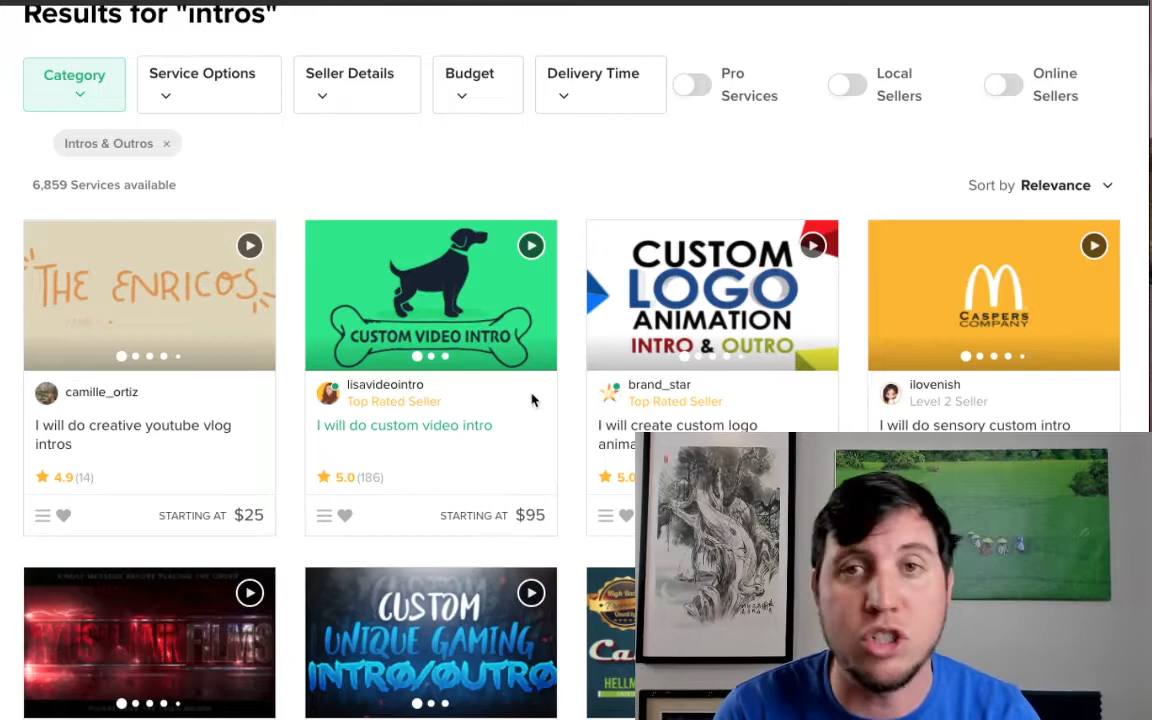 Results for "intros"
Category
Service Options
Seller Details
Budget
Delivery Time
Pro
Services
Local
Sellers
Online
Sellers
Intros & Outros ×
6,859 Services available
Sort by Relevance
THE ENRICOS
camille_ortiz
I will do creative youtube vlog
intros
4.9 (14)
STARTING AT $25
CUSTOM VIDEO INTRO
lisavideointro
Top Rated Seller
I will do custom video intro
5.0 (186)
STARTING AT $95
CUSTOM
LOGO
ANIMATION
INTRO & OUTRO
brand_star
Top Rated Seller
I will create custom logo
5.0
CASPERS
COMPANY
ilovenish
Level 2 Seller
I will do sensory custom intro
FILMS
CUSTOM
UNIQUE GAMING
INTRO/OUTRO